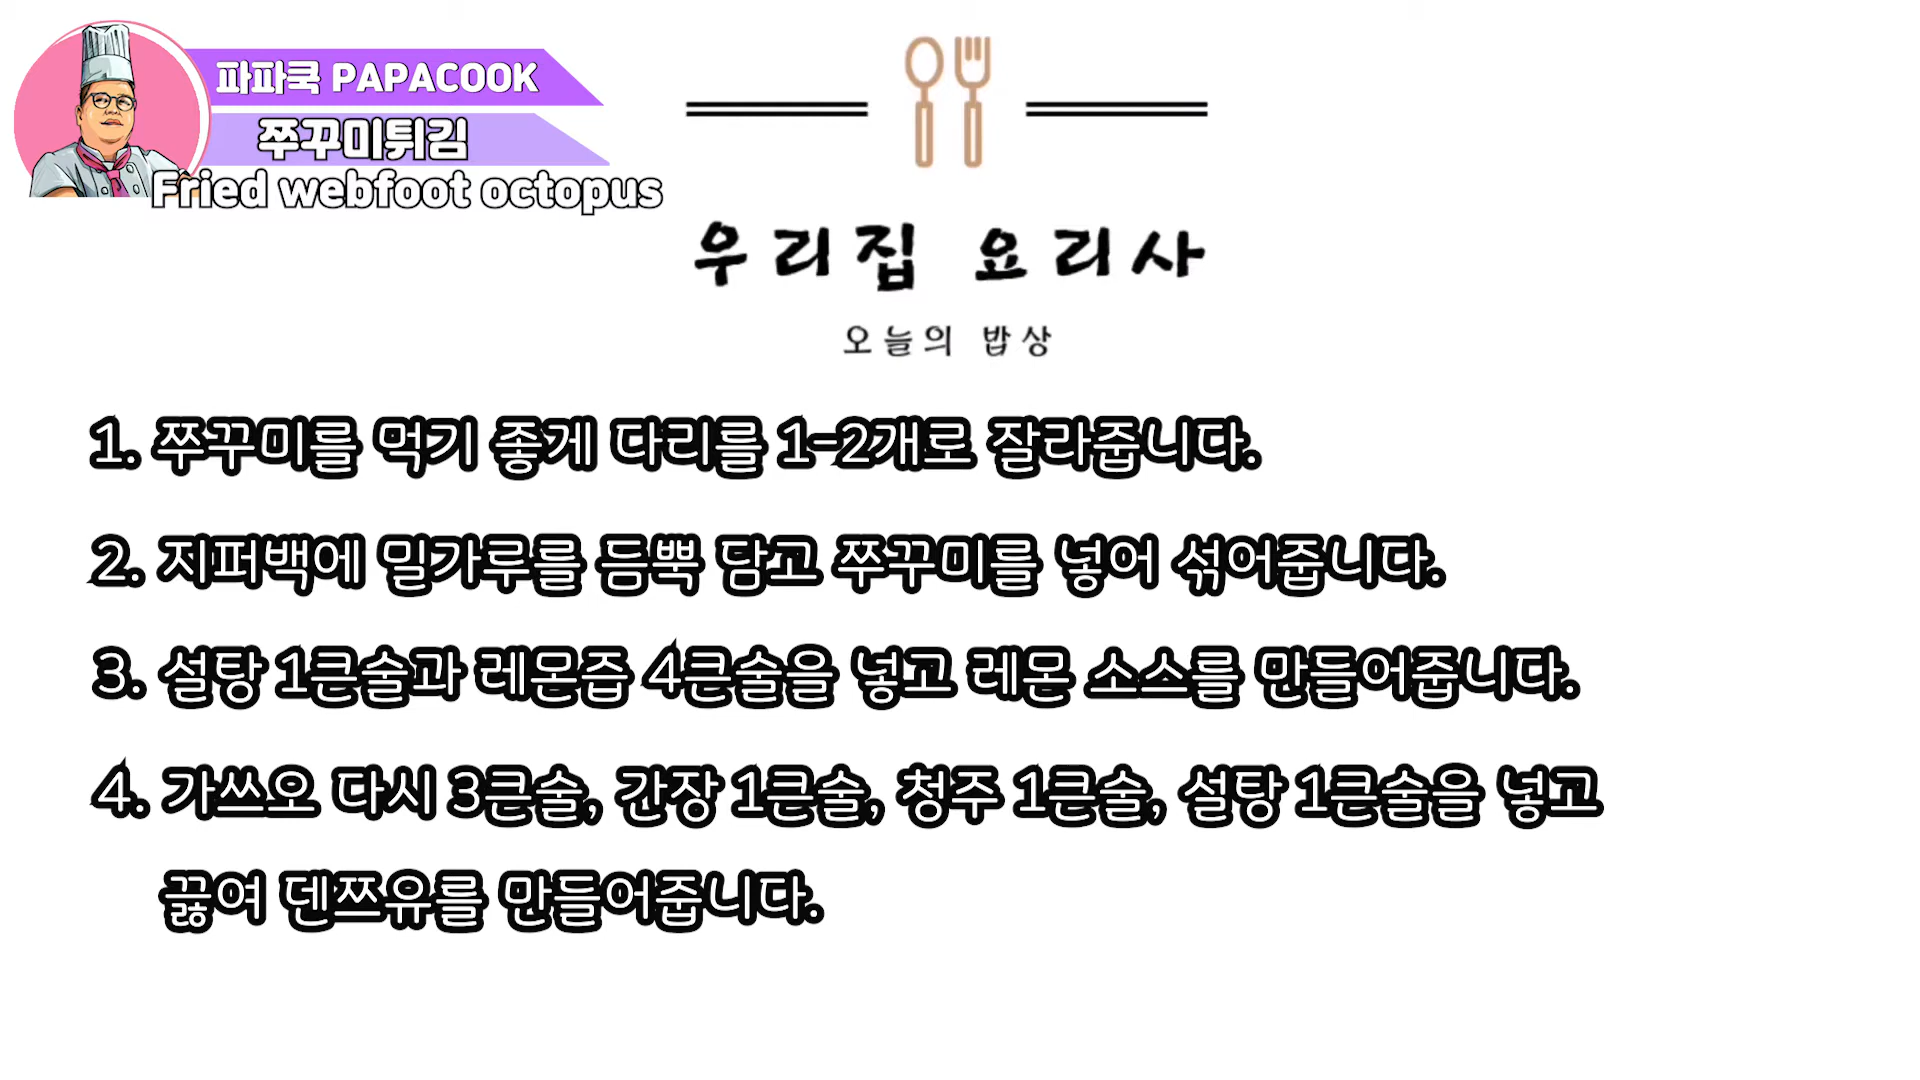 파파쿡 PAPACOOK
쭈꾸미튀김
Fried webfoot octopus
우리집 요리사
오늘의 밥상
1. 쭈꾸미를 먹기 좋게 다리를 1-2개로 잘라줍니다.
2. 지퍼백에 밀가루를 듬뿍 담고 쭈꾸미를 넣어 섞어줍니다.
3. 설탕 1큰술과 레몬즙 4큰술을 넣고 레몬 소스를 만들어줍니다.
4. 가쓰오 다시 3큰술, 간장 1큰술, 청주 1큰술, 설탕 1큰술을 넣고
끓여 덴쯔유를 만들어줍니다.